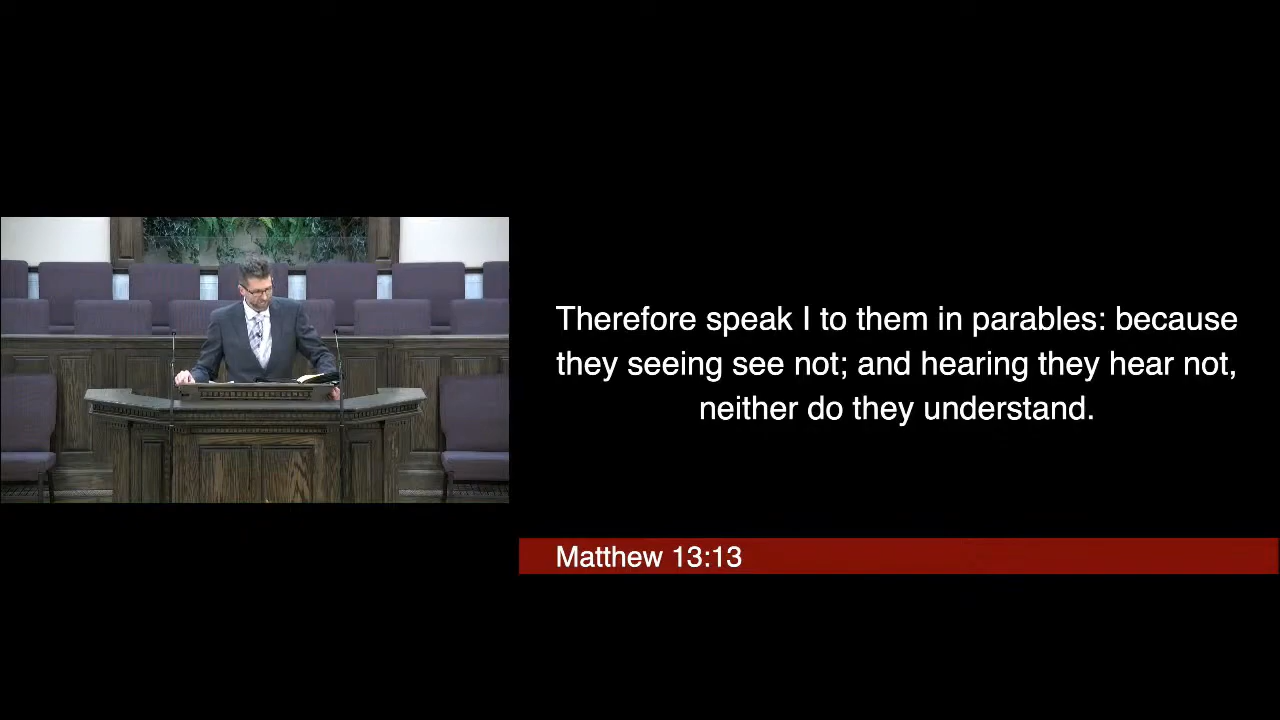 Therefore speak I to them in parables: because
they seeing see not; and hearing they hear not,
neither do they understand.
Matthew 13:13